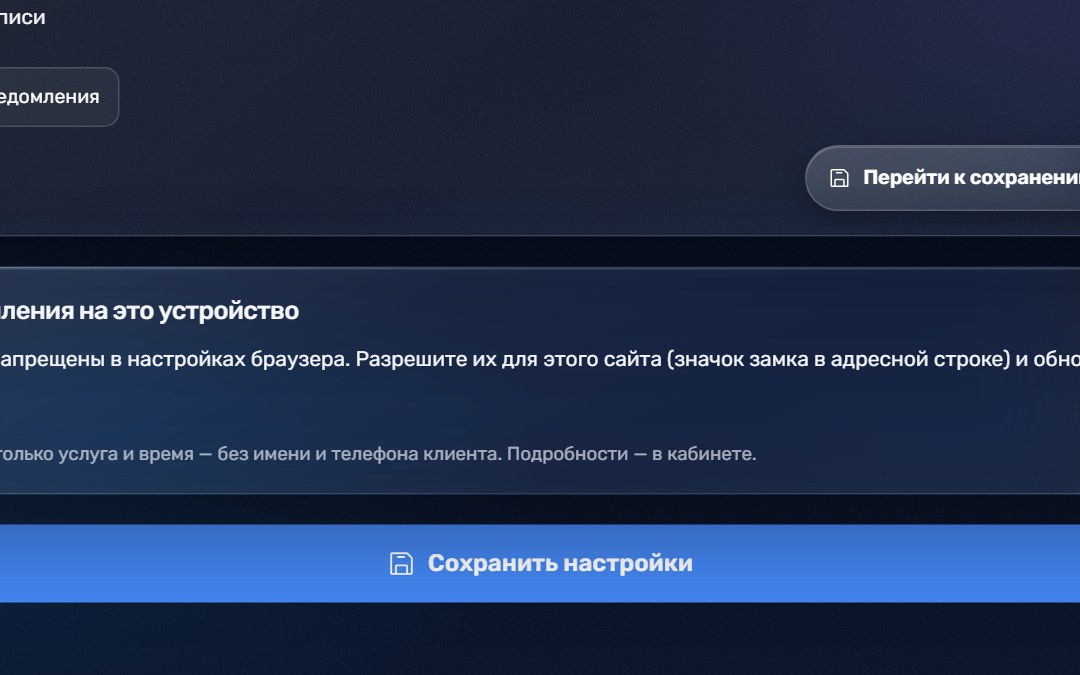 писи
едомления
Перейти к сохранени
ления на это устройство
апрещены в настройках браузера. Разрешите их для этого сайта (значок замка в адресной строке) и обно
только услуга и время — без имени и телефона клиента. Подробности — в кабинете.
Сохранить настройки